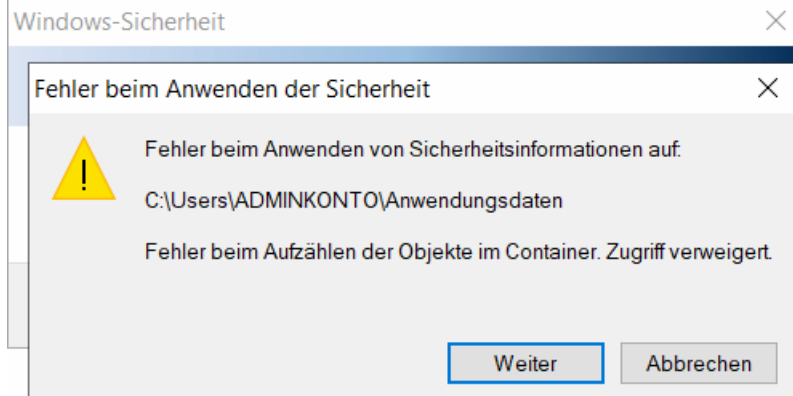 Windows-Sicherheit
Fehler beim Anwenden der Sicherheit
Fehler beim Anwenden von Sicherheitsinformationen auf:
C:\Users\ADMINKONTO\Anwendungsdaten
Fehler beim Aufzählen der Objekte im Container. Zugriff verweigert.
Weiter
Abbrechen